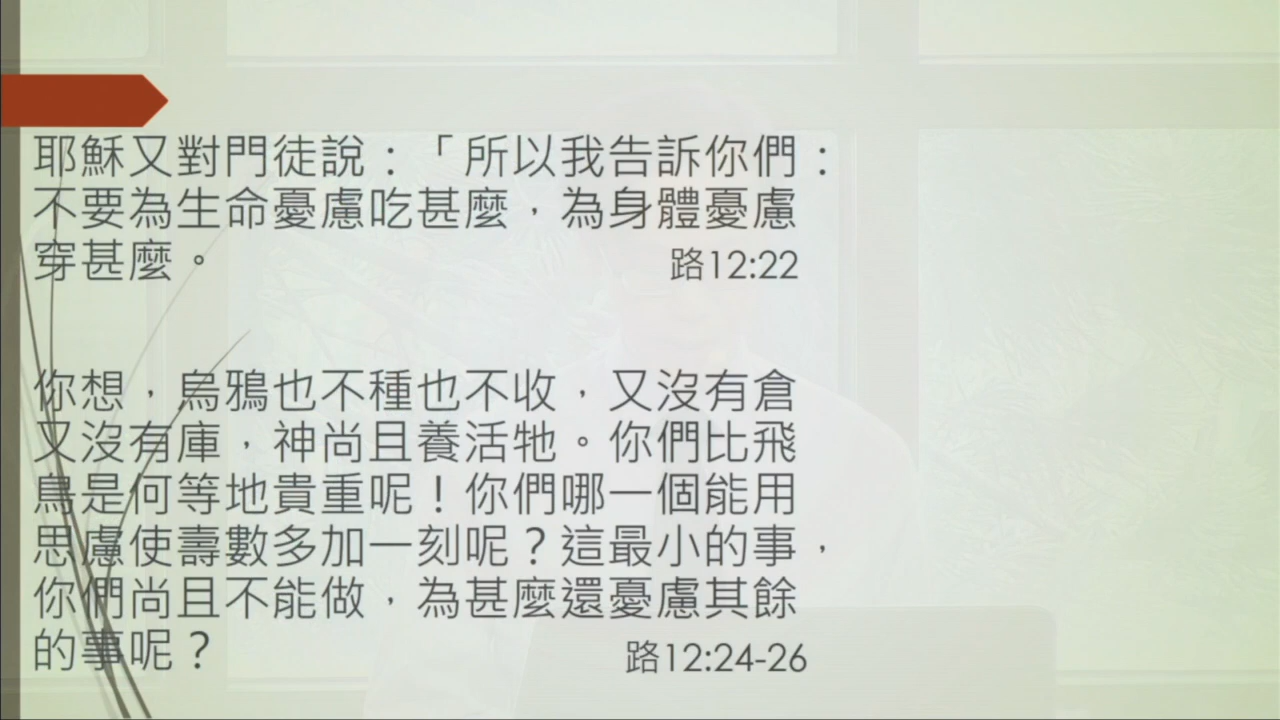 耶穌又對門徒說：「所以我告訴你們：
不要為生命憂慮吃甚麼，為身體憂慮
穿甚麼。 路12:22
你想，烏鴉也不種也不收，又沒有倉
又沒有庫，神尚且養活牠。你們比飛
鳥是何等地貴重呢！你們哪一個能用
思慮使壽數多加一刻呢？這最小的事，
你們尚且不能做，為甚麼還憂慮其餘
的事呢？ 路12:24-26